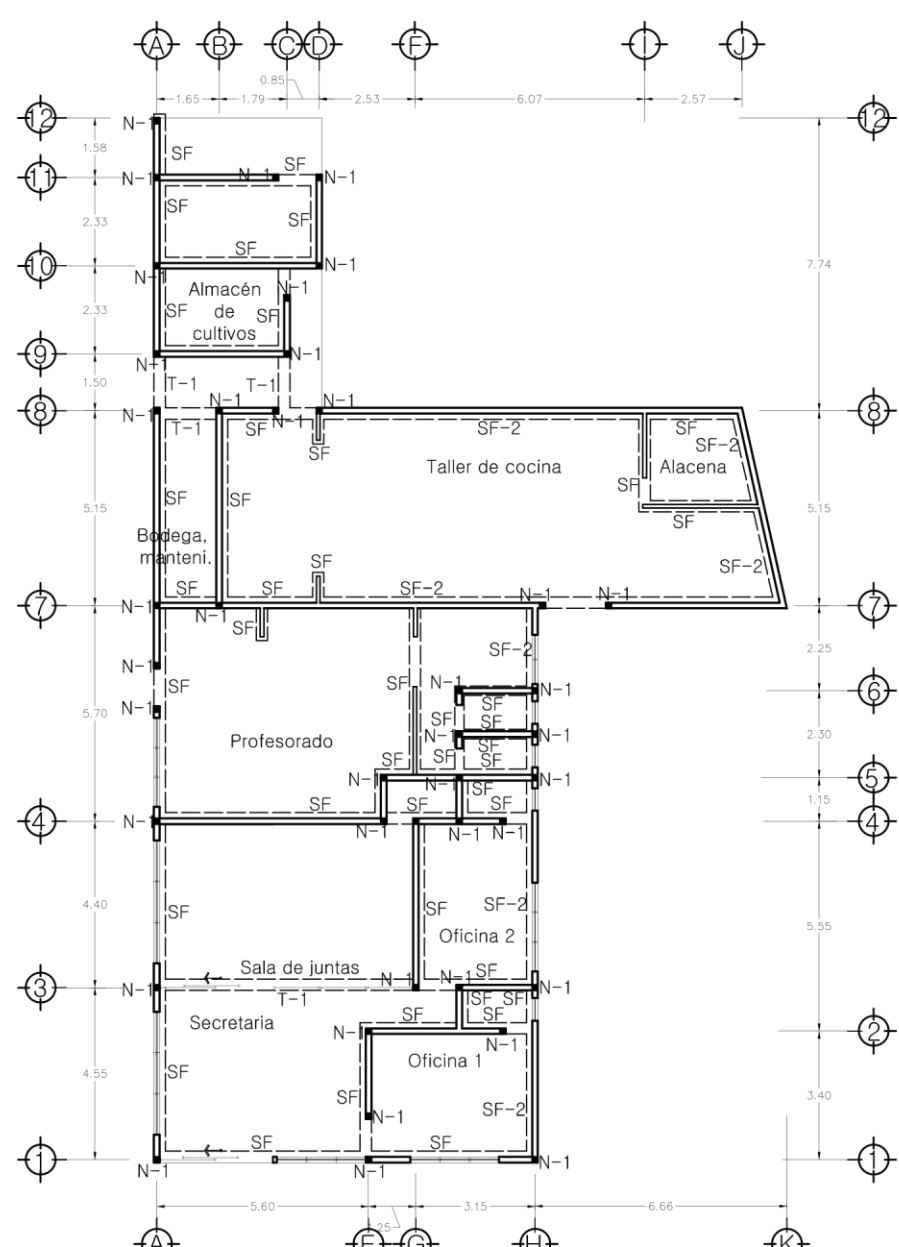 A B C D F I J
0.85
1.65 1.79 2.53 6.07 2.57
12 N-1 12
1.58 SF SF
11 N-1 N-1 N-1
2.33 SF SF 7.74
SF
10 N-1 N-1
Almacén N-1
2.33 SF de SF
cultivos
9 N-1 N-1
1.50 T-1 T-1
8 N-1 N-1 N-1 N-1 8
T-1 SF SF-2 SF
SF SF-2
Taller de cocina Alacena
SF
5.15 SF SF SF 5.15
Bodega,
manteni. SF-2
SF SF SF SF-2
7 N-1 N-1 N-1 N-1 7
SF 2.25
SF-2
N-1 SF N-1 N-1 6
SF
5.70 N-1 SF SF
Profesorado N-1 SF N-1 2.30
SF SF SF
N-1 N-1 N-1 5
SF SF SF 1.15
4 N-1 N-1 N-1 4
4.40 SF SF SF-2 5.55
Oficina 2
Sala de juntas SF
3 N-1 N-1 N-1 N-1
T-1 SF SF
Secretaria SF SF
N-1 N-1 2
Oficina 1
4.55 SF
SF SF-2 3.40
N-1
SF SF
1 N-1 N-1 N-1 1
5.60 3.15 6.66
25
A E G H K